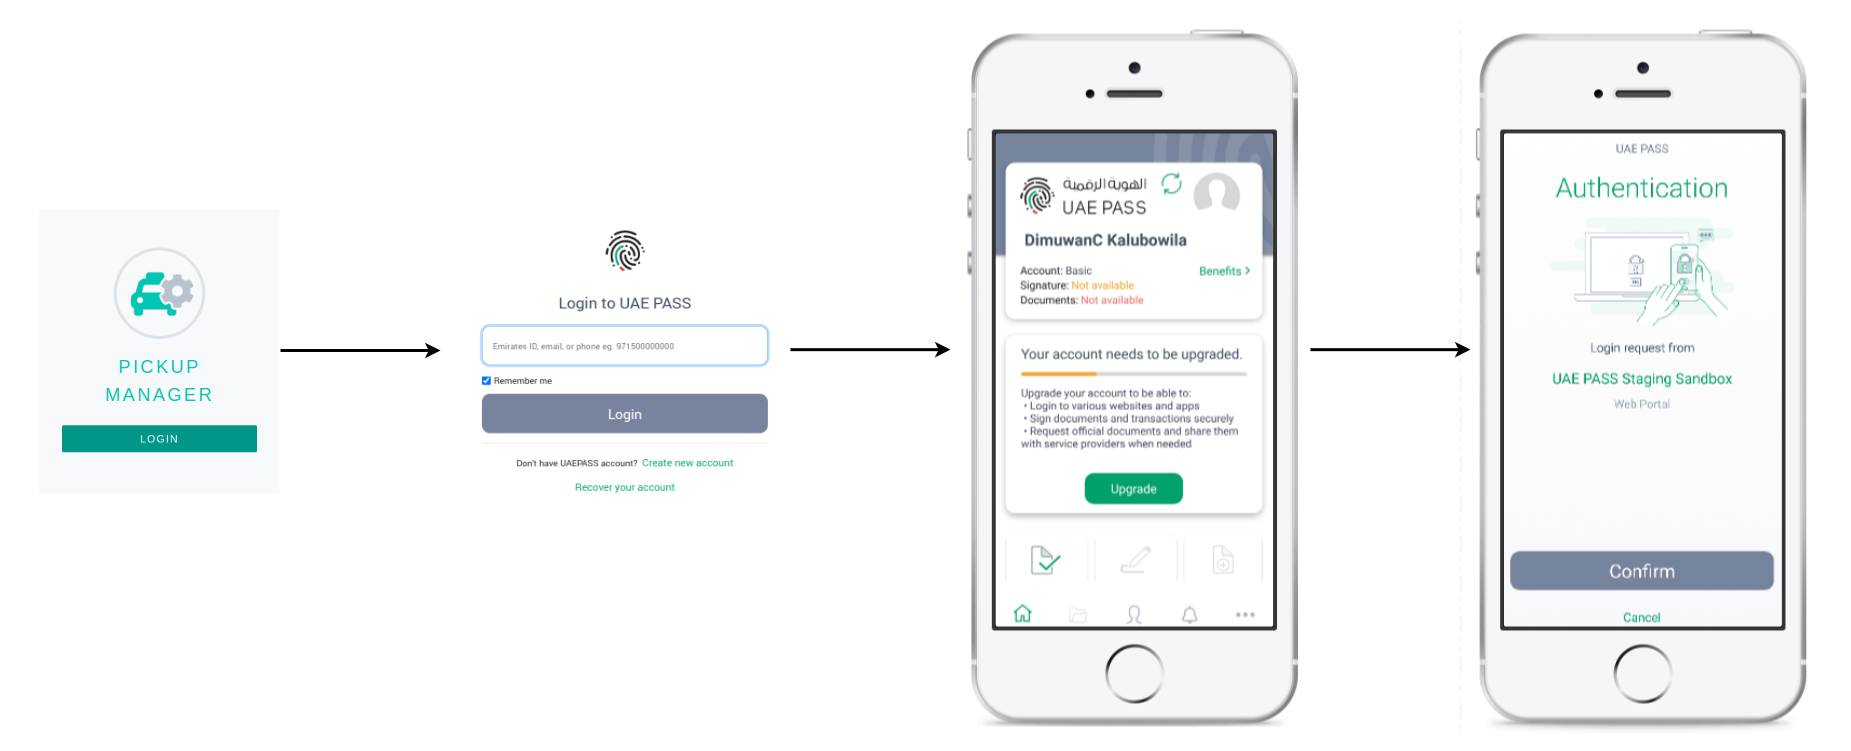 PICKUP
MANAGER
LOGIN
Login to UAE PASS
Emirates ID, email, or phone eg. 971500000000
Remember me
Login
Don't have UAEPASS account? Create new account
Recover your account
الهوية الرقمية
UAE PASS
DimuwanC Kalubowila
Account: Basic
Benefits >
Signature: Not available
Documents: Not available
Your account needs to be upgraded.
Upgrade your account to be able to:
• Login to various websites and apps
• Sign documents and transactions securely
• Request official documents and share them
with service providers when needed
Upgrade
UAE PASS
Authentication
Login request from
UAE PASS Staging Sandbox
Web Portal
Confirm
Cancel